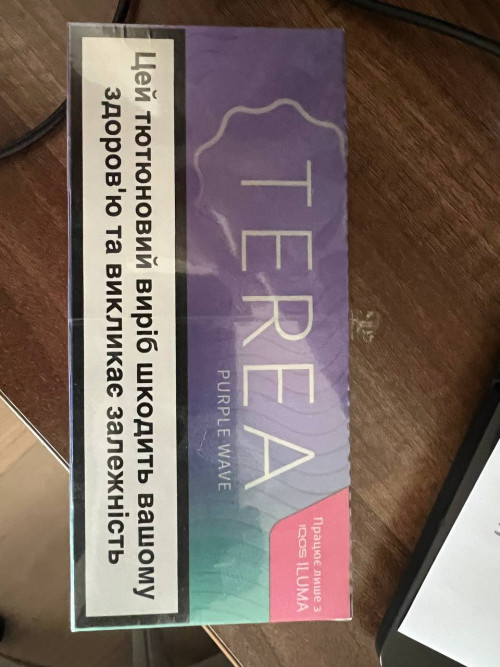 TEREA
PURPLE WAVE
Працює лише з
IQOS ILUMA
Цей тютюновий виріб шкодить вашому
здоров'ю та викликає залежність